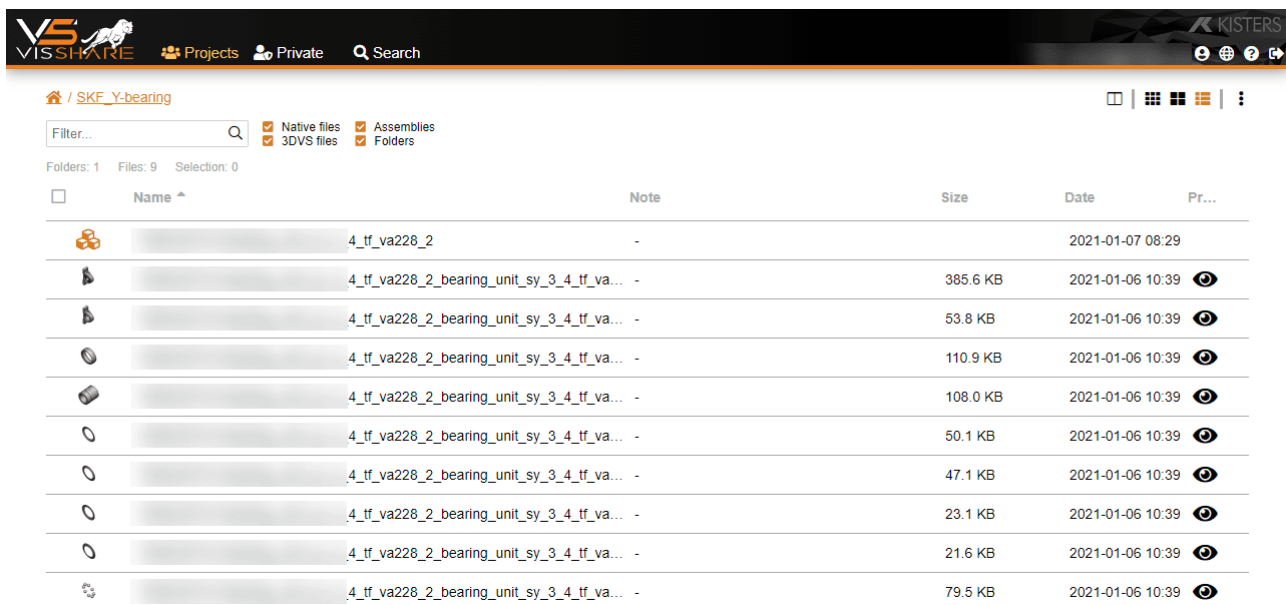 VS
VISSHARE
Projects Private Search
KISTERS
/ SKF_Y-bearing
Filter...
Native files Assemblies
3DVS files Folders
Folders: 1 Files: 9 Selection: 0
Name Note Size Date Pr...
4_tf_va228_2 - 2021-01-07 08:29
4_tf_va228_2_bearing_unit_sy_3_4_tf_va... - 385.6 KB 2021-01-06 10:39
4_tf_va228_2_bearing_unit_sy_3_4_tf_va... - 53.8 KB 2021-01-06 10:39
4_tf_va228_2_bearing_unit_sy_3_4_tf_va... - 110.9 KB 2021-01-06 10:39
4_tf_va228_2_bearing_unit_sy_3_4_tf_va... - 108.0 KB 2021-01-06 10:39
4_tf_va228_2_bearing_unit_sy_3_4_tf_va... - 50.1 KB 2021-01-06 10:39
4_tf_va228_2_bearing_unit_sy_3_4_tf_va... - 47.1 KB 2021-01-06 10:39
4_tf_va228_2_bearing_unit_sy_3_4_tf_va... - 23.1 KB 2021-01-06 10:39
4_tf_va228_2_bearing_unit_sy_3_4_tf_va... - 21.6 KB 2021-01-06 10:39
4_tf_va228_2_bearing_unit_sy_3_4_tf_va... - 79.5 KB 2021-01-06 10:39